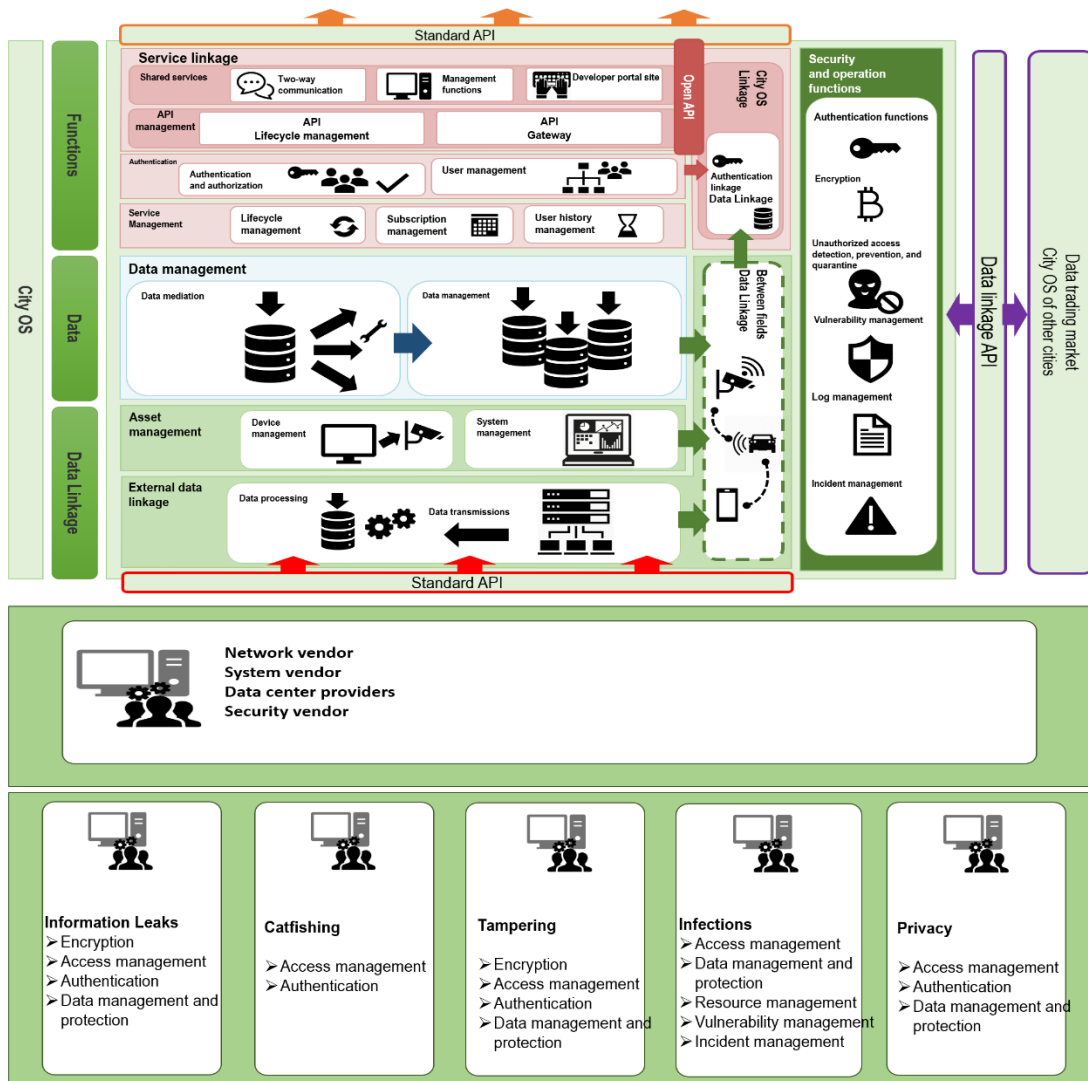 Standard API
City OS
Functions
Data
Data Linkage
Service linkage
Shared services
Two-way
communication
Management
functions
Developer portal site
API
management
API
Lifecycle management
API
Gateway
Open API
Authentication
Authentication
and authorization
User management
Service
Management
Lifecycle
management
Subscription
management
User history
management
City OS
Linkage
Authentication
linkage
Data Linkage
Data management
Data mediation
Data management
Between fields
Data Linkage
Asset
management
Device
management
System
management
External data
linkage
Data processing
Data transmissions
Standard API
Security
and operation
functions
Authentication functions
Encryption
Unauthorized access
detection, prevention, and
quarantine
Vulnerability management
Log management
Incident management
Data linkage API
Data trading market
City OS of other cities
Network vendor
System vendor
Data center providers
Security vendor
Information Leaks
➢ Encryption
➢ Access management
➢ Authentication
➢ Data management and
protection
Catfishing
➢ Access management
➢ Authentication
Tampering
➢ Encryption
➢ Access management
➢ Authentication
➢ Data management and
protection
Infections
➢ Access management
➢ Data management and
protection
➢ Resource management
➢ Vulnerability management
➢ Incident management
Privacy
➢ Access management
➢ Authentication
➢ Data management and
protection